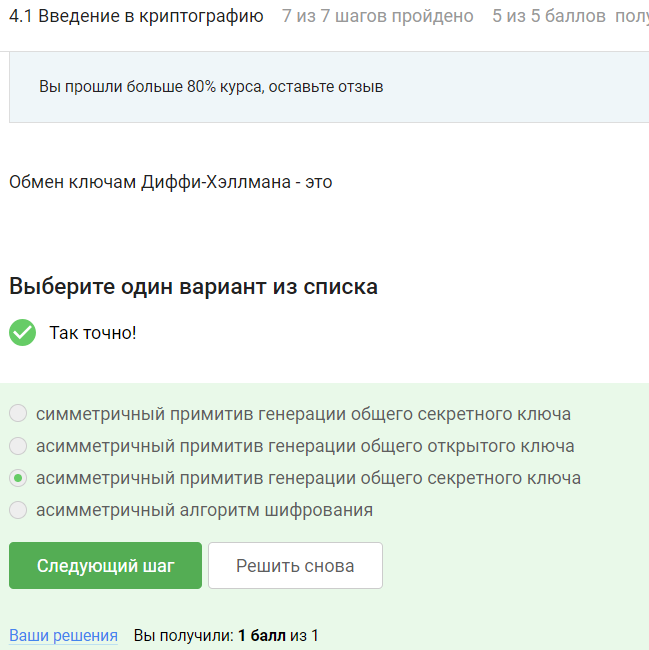 4.1 Введение в криптографию 7 из 7 шагов пройдено 5 из 5 баллов
Вы прошли больше 80% курса, оставьте отзыв
Обмен ключам Диффи-Хэллмана - это
Выберите один вариант из списка
Так точно!
симметричный примитив генерации общего секретного ключа
асимметричный примитив генерации общего открытого ключа
асимметричный примитив генерации общего секретного ключа
асимметричный алгоритм шифрования
Следующий шаг Решить снова
Ваши решения Вы получили: 1 балл из 1